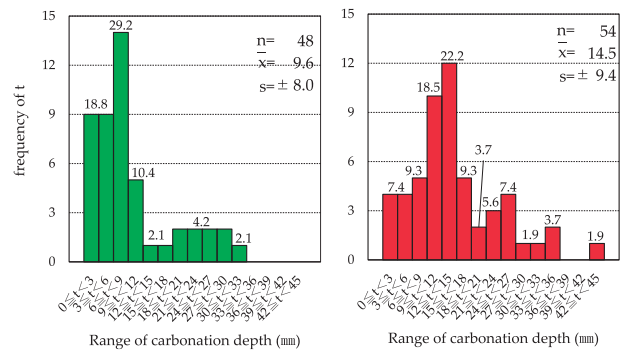 15
12
9
6
3
0
frequency of t
29.2
18.8
10.4
2.1
4.2
2.1
n= 48
x= 9.6
s=± 8.0
0≦t<3
3≦t<6
6≦t<9
9≦t<12
12≦t<15
15≦t<18
18≦t<21
21≦t<24
24≦t<27
27≦t<30
30≦t<33
33≦t<36
36≦t<39
39≦t<42
42≦t<45
Range of carbonation depth (mm)
15
12
9
6
3
0
22.2
18.5
3.7
9.3
9.3
7.4
7.4
5.6
3.7
1.9
1.9
n= 54
x= 14.5
s=± 9.4
0≦t<3
3≦t<6
6≦t<9
9≦t<12
12≦t<15
15≦t<18
18≦t<21
21≦t<24
24≦t<27
27≦t<30
30≦t<33
33≦t<36
36≦t<39
39≦t<42
42≦t<45
Range of carbonation depth (mm)